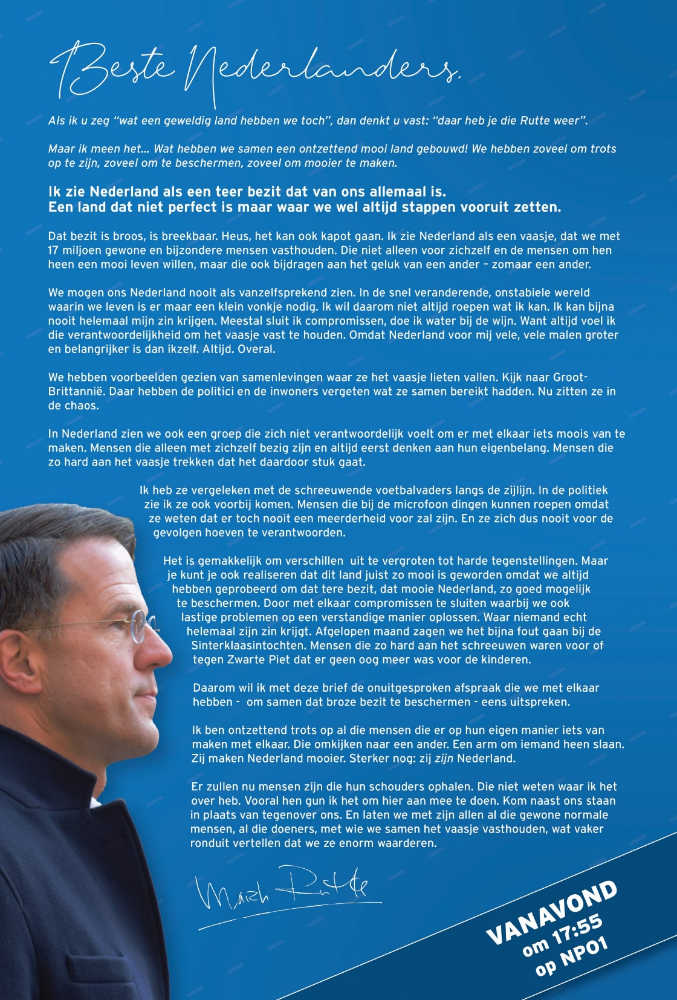 Beste Nederlanders,
Als ik u zeg “wat een geweldig land hebben we toch”, dan denkt u vast: “daar heb je die Rutte weer”.
Maar ik meen het... Wat hebben we samen een ontzettend mooi land gebouwd! We hebben zoveel om trots
op te zijn, zoveel om te beschermen, zoveel om mooier te maken.
Ik zie Nederland als een teer bezit dat van ons allemaal is.
Een land dat niet perfect is maar waar we wel altijd stappen vooruit zetten.
Dat bezit is broos, is breekbaar. Heus, het kan ook kapot gaan. Ik zie Nederland als een vaasje, dat we met
17 miljoen gewone en bijzondere mensen vasthouden. Die niet alleen voor zichzelf en de mensen om hen
heen een mooi leven willen, maar die ook bijdragen aan het geluk van een ander – zomaar een ander.
We mogen ons Nederland nooit als vanzelfsprekend zien. In de snel veranderende, onstabiele wereld
waarin we leven is er maar een klein vonkje nodig. Ik wil daarom niet altijd roepen wat ik kan. Ik kan bijna
nooit helemaal mijn zin krijgen. Meestal sluit ik compromissen, doe ik water bij de wijn. Want altijd voel ik
die verantwoordelijkheid om het vaasje vast te houden. Omdat Nederland voor mij vele, vele malen groter
en belangrijker is dan ikzelf. Altijd. Overal.
We hebben voorbeelden gezien van samenlevingen waar ze het vaasje lieten vallen. Kijk naar Groot-
Brittannië. Daar hebben de politici en de inwoners vergeten wat ze samen bereikt hadden. Nu zitten ze in
de chaos.
In Nederland zien we ook een groep die zich niet verantwoordelijk voelt om er met elkaar iets moois van te
maken. Mensen die alleen met zichzelf bezig zijn en altijd eerst denken aan hun eigenbelang. Mensen die
zo hard aan het vaasje trekken dat het daardoor stuk gaat.
Ik heb ze vergeleken met de schreeuwende voetbalvaders langs de zijlijn. In de politiek
zie ik ze ook voorbij komen. Mensen die bij de microfoon dingen kunnen roepen omdat
ze weten dat er toch nooit een meerderheid voor zal zijn. En ze zich dus nooit voor de
gevolgen hoeven te verantwoorden.
Het is gemakkelijk om verschillen uit te vergroten tot harde tegenstellingen. Maar
je kunt je ook realiseren dat dit land juist zo mooi is geworden omdat we altijd
hebben geprobeerd om dat tere bezit, dat mooie Nederland, zo goed mogelijk
te beschermen. Door met elkaar compromissen te sluiten waarbij we ook
lastige problemen op een verstandige manier oplossen. Waar niemand echt
helemaal zijn zin krijgt. Afgelopen maand zagen we het bijna fout gaan bij de
Sinterklaasintochten. Mensen die zo hard aan het schreeuwen waren voor of
tegen Zwarte Piet dat er geen oog meer was voor de kinderen.
Daarom wil ik met deze brief de onuitgesproken afspraak die we met elkaar
hebben - om samen dat broze bezit te beschermen - eens uitspreken.
Ik ben ontzettend trots op al die mensen die er op hun eigen manier iets van
maken met elkaar. Die omkijken naar een ander. Een arm om iemand heen slaan.
Zij maken Nederland mooier. Sterker nog: zij zijn Nederland.
Er zullen nu mensen zijn die hun schouders ophalen. Die niet weten waar ik het
over heb. Vooral hen gun ik het om hier aan mee te doen. Kom naast ons staan
in plaats van tegenover ons. En laten we met zijn allen al die gewone normale
mensen, al die doeners, met wie we samen het vaasje vasthouden, wat vaker
ronduit vertellen dat we ze enorm waarderen.
Mark Rutte
VANAVOND
om 17:55
op NPO1